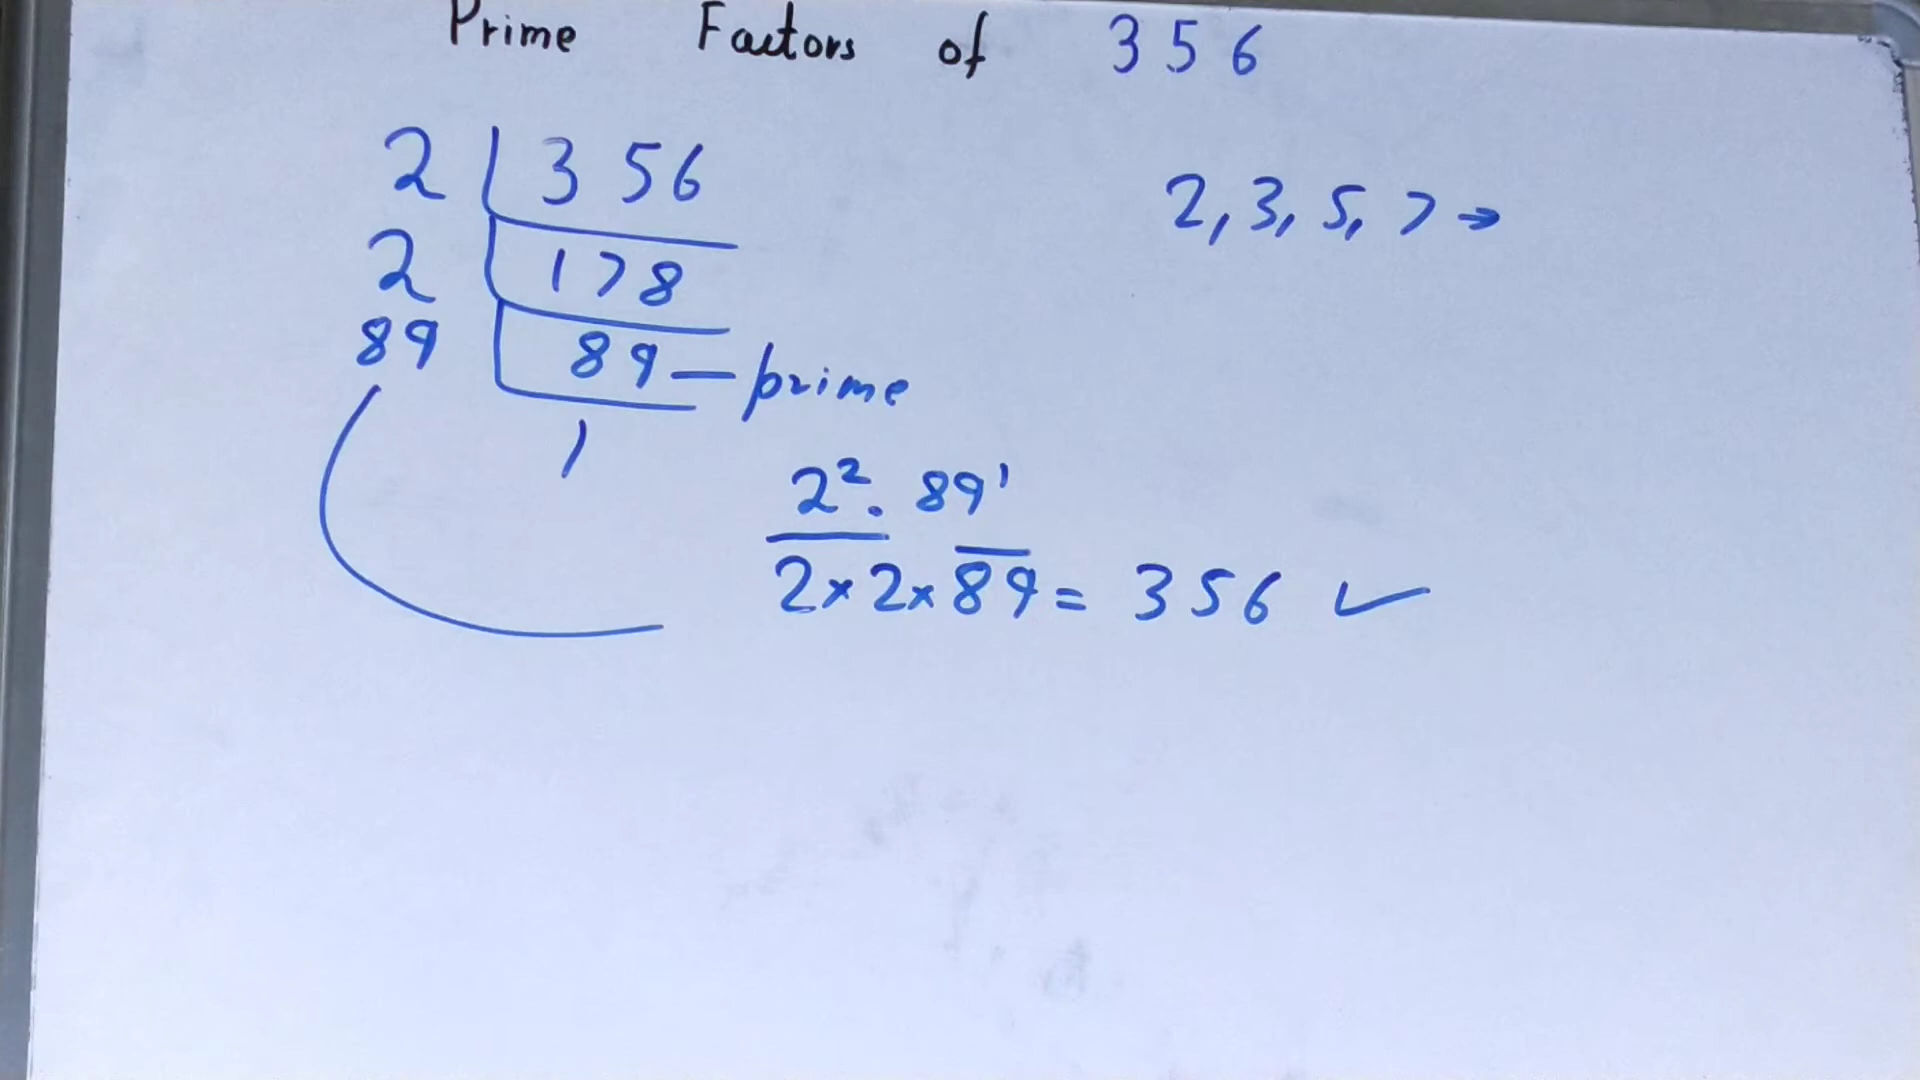 Prime Factors of 356
2 | 356
2, 3, 5, 7 →
2 | 178
89 | 89 — prime
1
2². 89¹
2 × 2 × 89 = 356 ✓